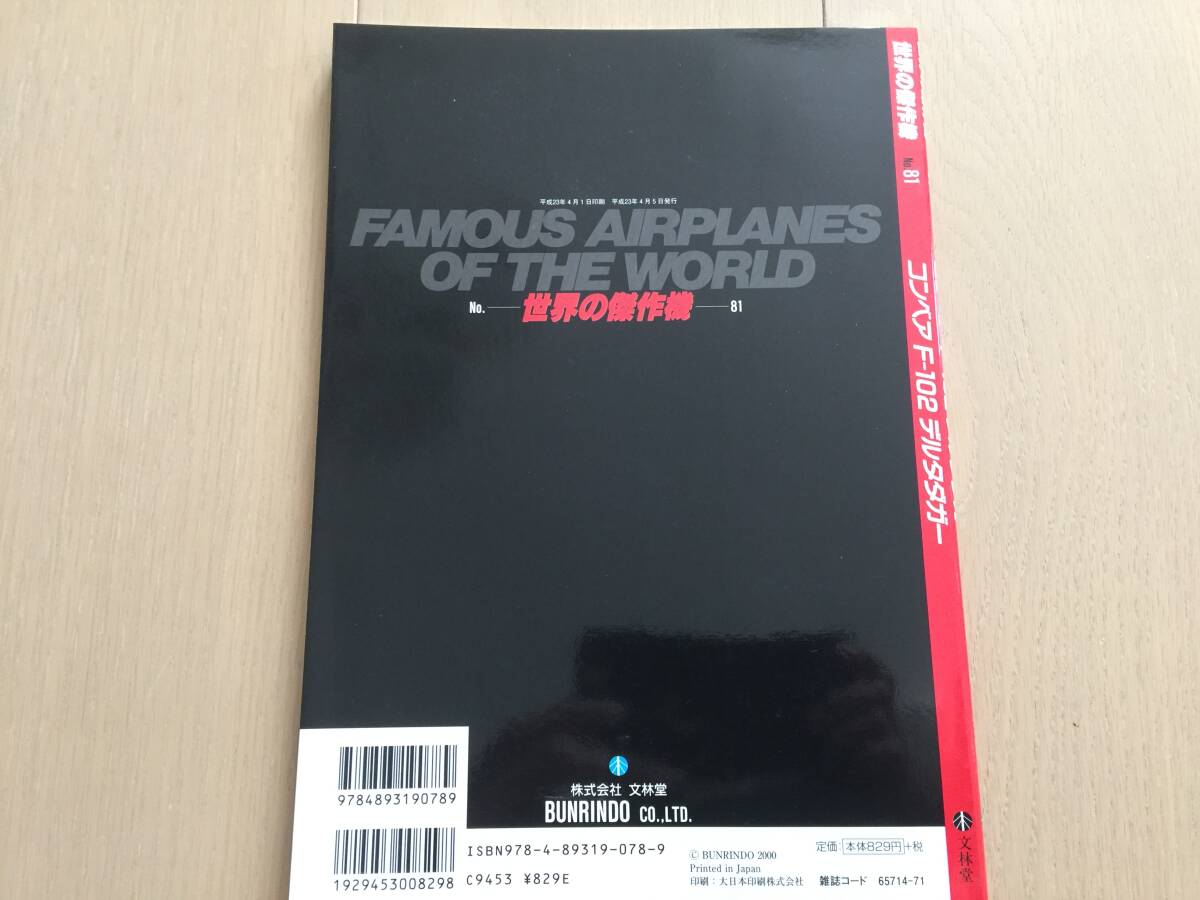 平成23年4月1日印刷 平成23年4月5日発行
FAMOUS AIRPLANES
OF THE WORLD
No. 世界の傑作機 81
9784893190789
1929453008298
ISBN978-4-89319-078-9
C9453 ¥829E
株式会社 文林堂
BUNRINDO CO.,LTD.
© BUNRINDO 2000
Printed in Japan
印刷:大日本印刷株式会社
定価:本体829円+税
雑誌コード 65714-71
世界の傑作機 No.81 コンベア F-102 デルタダガー 文林堂